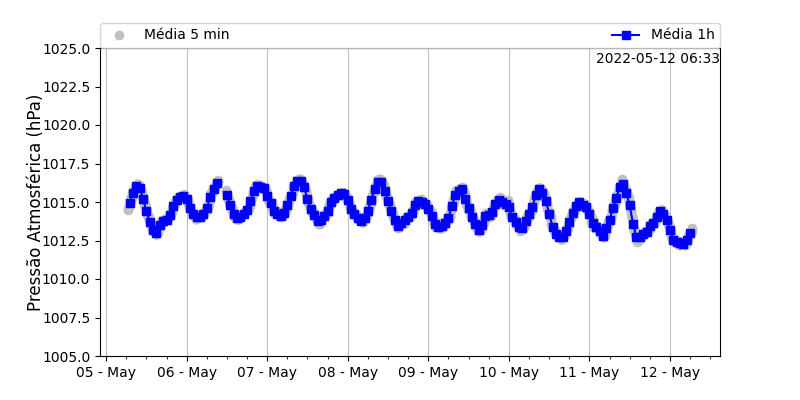 Média 5 min
Média 1h
2022-05-12 06:33
Pressão Atmosférica (hPa)
1025.0
1022.5
1020.0
1017.5
1015.0
1012.5
1010.0
1007.5
1005.0
05 - May
06 - May
07 - May
08 - May
09 - May
10 - May
11 - May
12 - May